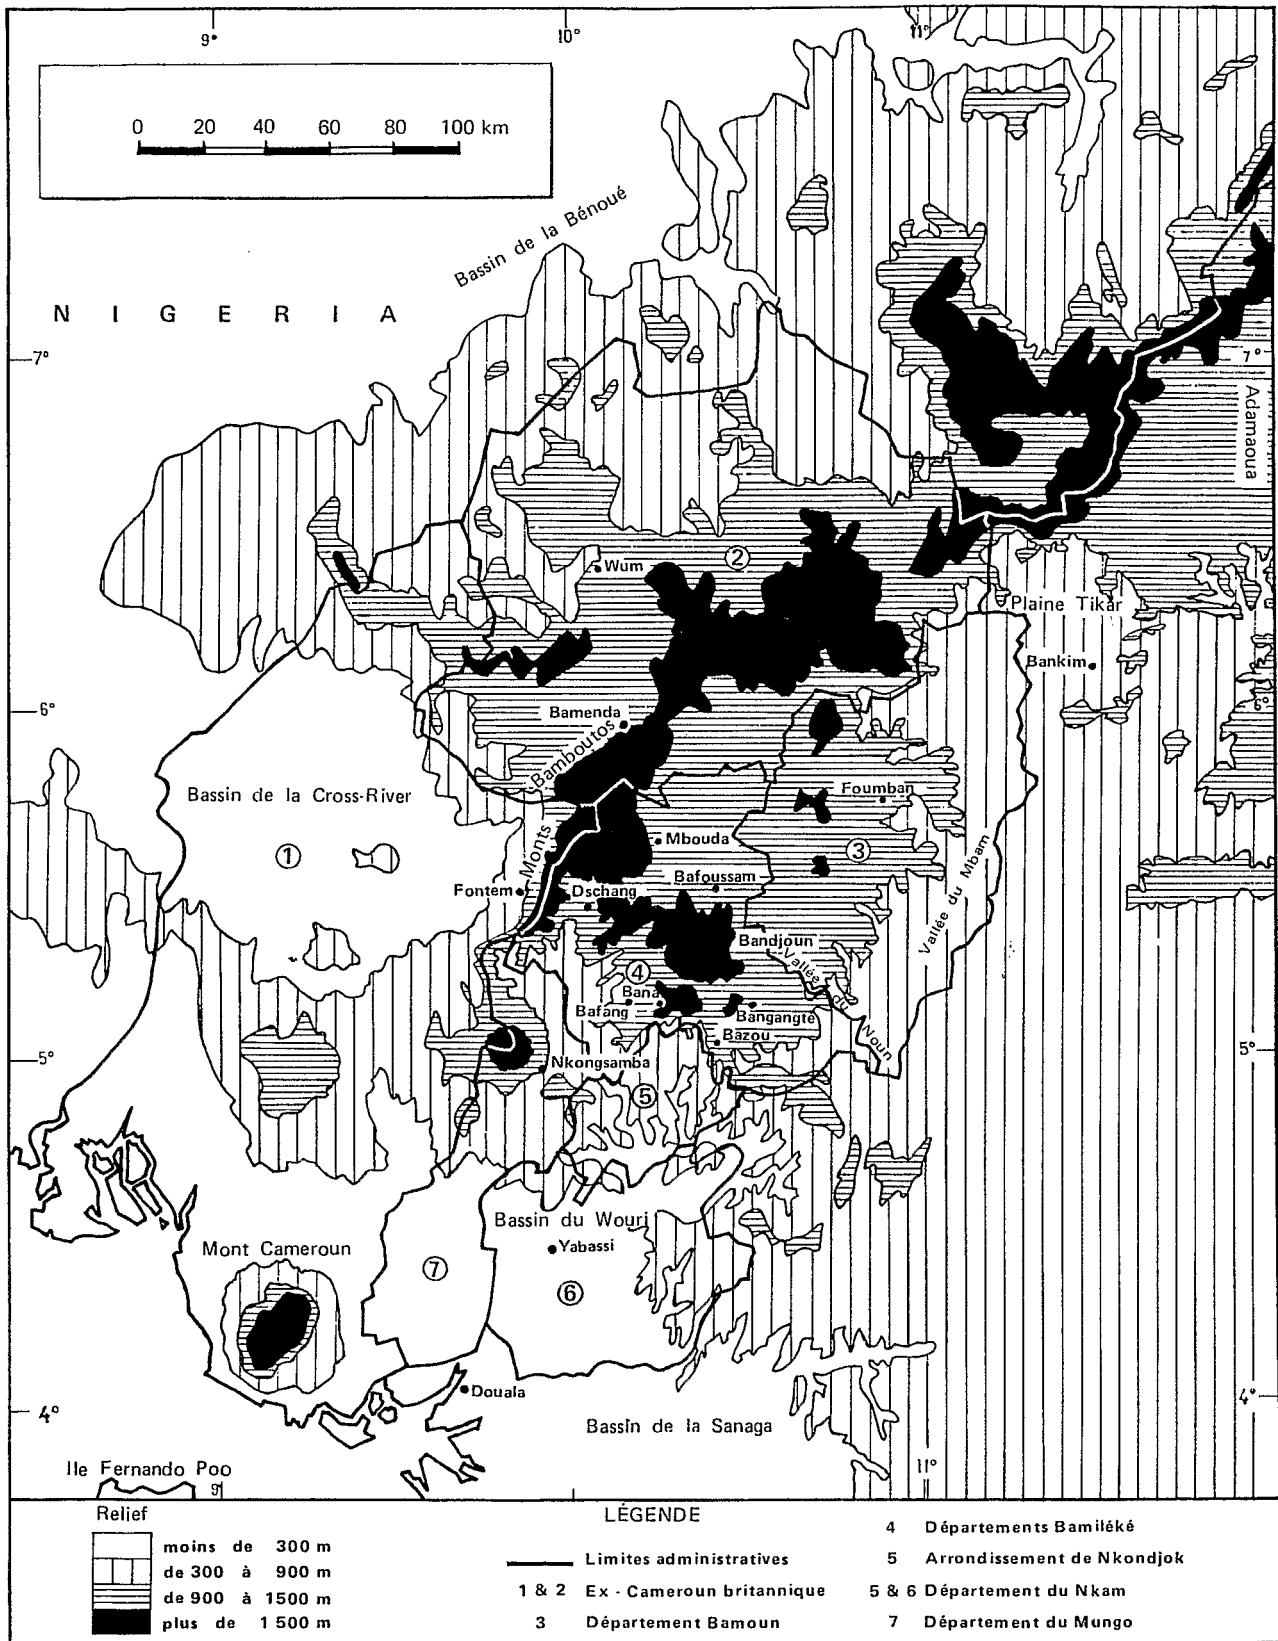 9°
10°
11°
0 20 40 60 80 100 km
Bassin de la Bénoué
NIGERIA
7°
7°
Adamaoua
2
Wum
Plaine Tikar
Bankim
6°
6°
Bamenda
Monts Bamboutos
Bassin de la Cross-River
Foumban
1
Mbouda
3
Vallée du Mbam
Fontem
Dschang
Bafoussam
Bandjoun
Vallée du Noun
4
Bana
Bafang
Bangangté
Bazou
5°
5°
Nkongsamba
5
Bassin du Wouri
Yabassi
Mont Cameroun
7
6
Douala
4°
4°
Bassin de la Sanaga
Ile Fernando Poo
9°
11°
Relief
moins de 300 m
de 300 à 900 m
de 900 à 1500 m
plus de 1 500 m
LÉGENDE
Limites administratives
1 & 2 Ex - Cameroun britannique
3 Département Bamoun
4 Départements Bamiléké
5 Arrondissement de Nkondjok
5 & 6 Département du Nkam
7 Département du Mungo